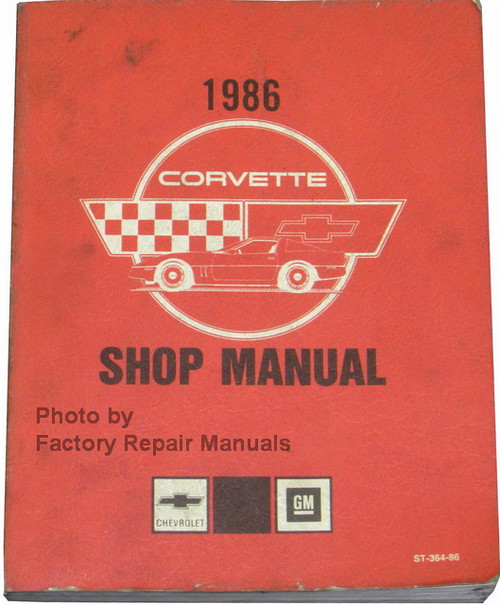 1986
CORVETTE
SHOP MANUAL
Photo by
Factory Repair Manuals
CHEVROLET
GM
ST-364-86